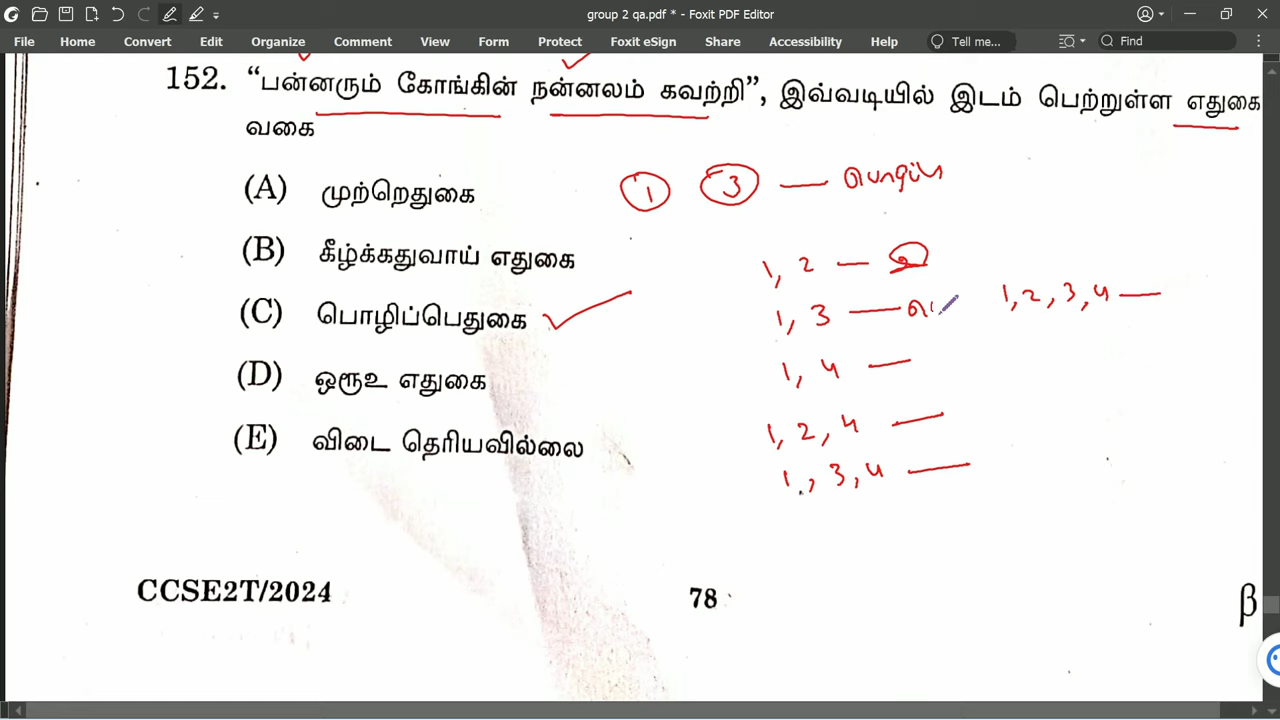 group 2 qa.pdf * - Foxit PDF Editor
File Home Convert Edit Organize Comment View Form Protect Foxit eSign Share Accessibility Help Tell me... Find
152. “பன்னரும் கோங்கின் நன்னலம் கவற்றி”, இவ்வடியில் இடம் பெற்றுள்ள எதுகை
வகை
(A) முற்றெதுகை
1 3 — பொழிப்பு
(B) கீழ்க்கதுவாய் எதுகை
1, 2 — இ
(C) பொழிப்பெதுகை
1, 3 — பொ 1, 2, 3, 4 —
1, 4 —
(D) ஒரூஉ எதுகை
1, 2, 4 —
(E) விடை தெரியவில்லை
1, 3, 4 —
CCSE2T/2024 78 β